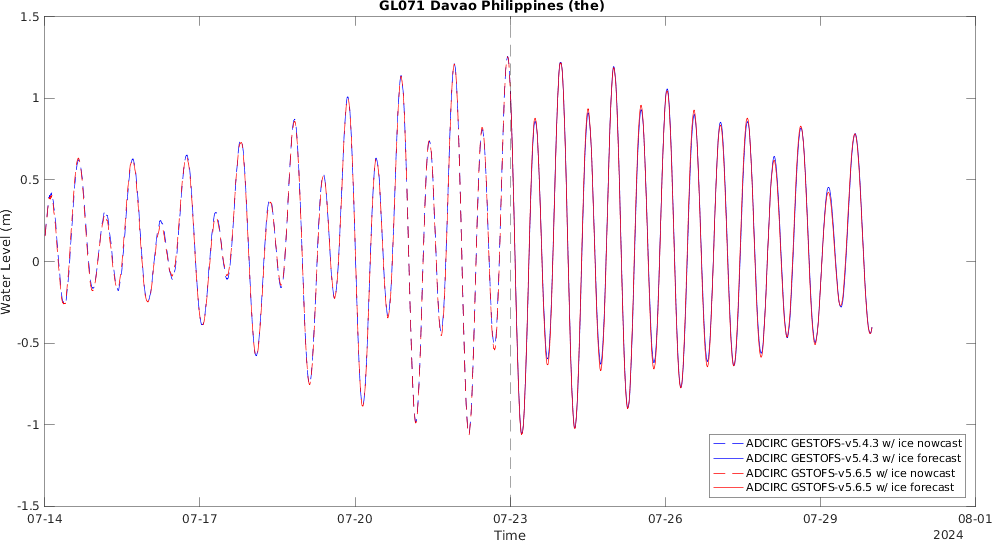 GL071 Davao Philippines (the)
1.5
1
0.5
0
-0.5
-1
-1.5
Water Level (m)
07-14
07-17
07-20
07-23
07-26
07-29
08-01
Time
2024
ADCIRC GESTOFS-v5.4.3 w/ ice nowcast
ADCIRC GESTOFS-v5.4.3 w/ ice forecast
ADCIRC GSTOFS-v5.6.5 w/ ice nowcast
ADCIRC GSTOFS-v5.6.5 w/ ice forecast